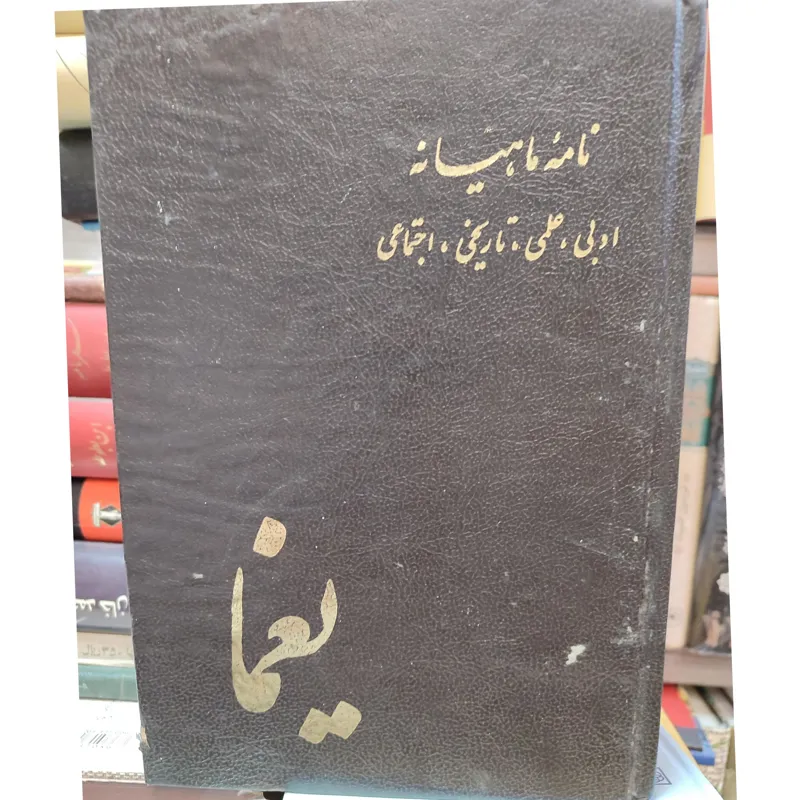 نامهٔ ماهیانه
ادبی، علمی، تاریخی، اجتماعی
یغما